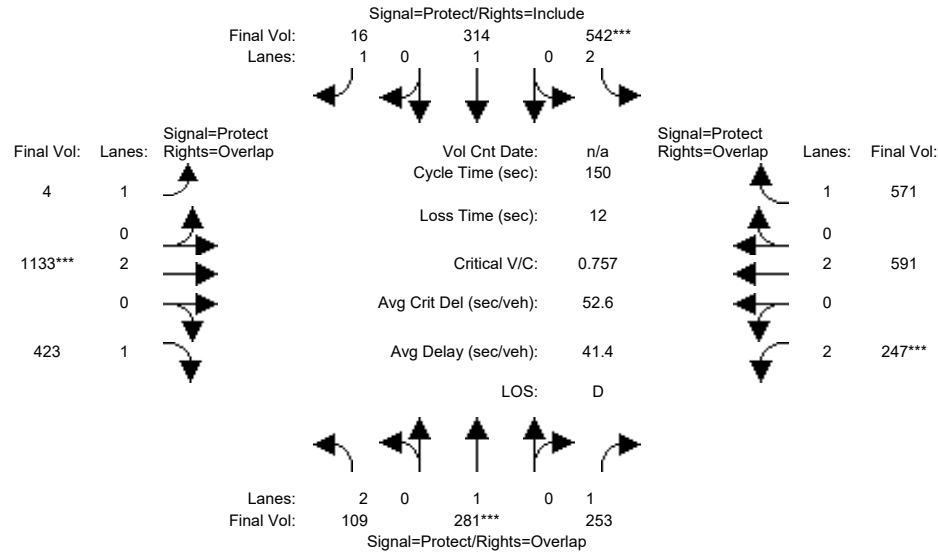 Signal=Protect/Rights=Include
Final Vol: 16 314 542***
Lanes: 1 0 1 0 2
Signal=Protect Signal=Protect
Final Vol: Lanes: Rights=Overlap Vol Cnt Date: n/a Rights=Overlap Lanes: Final Vol:
Cycle Time (sec): 150
4 1 1 571
Loss Time (sec): 12
0 0
1133*** 2 Critical V/C: 0.757 2 591
0 Avg Crit Del (sec/veh): 52.6 0
423 1 Avg Delay (sec/veh): 41.4 2 247***
LOS: D
Lanes: 2 0 1 0 1
Final Vol: 109 281*** 253
Signal=Protect/Rights=Overlap